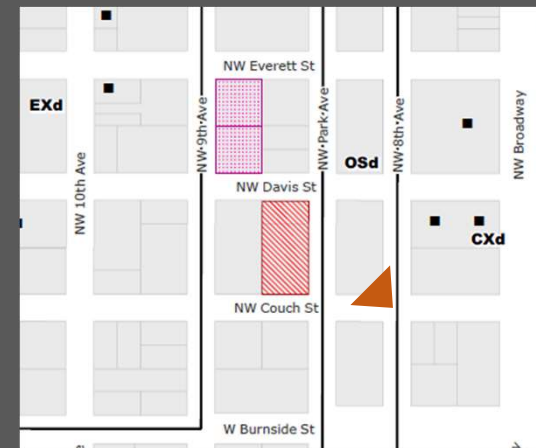 NW Everett St
EXd
NW 10th Ave
NW 9th Ave
NW Park Ave
OSd
NW 8th Ave
NW Broadway
NW Davis St
CXd
NW Couch St
W Burnside St